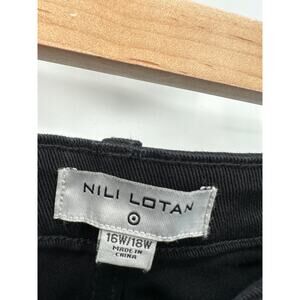 NILI LOTAN
16W/18W
MADE IN
CHINA